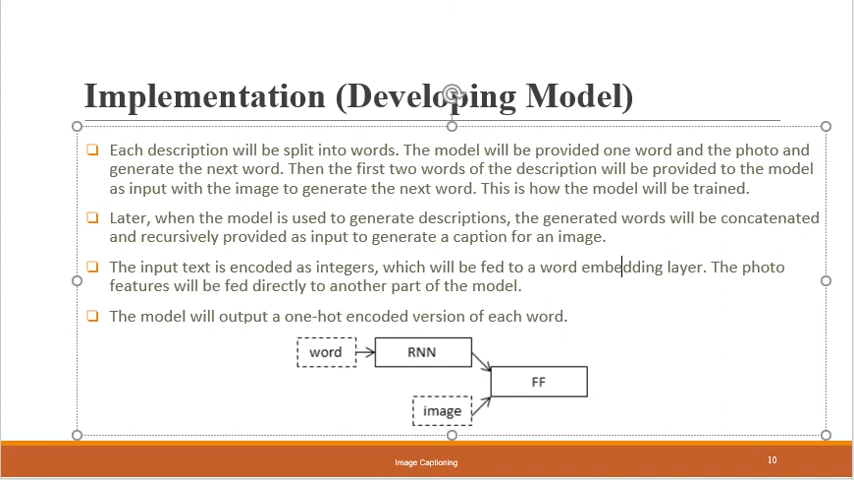 Implementation (Developing Model)
Each description will be split into words. The model will be provided one word and the photo and
generate the next word. Then the first two words of the description will be provided to the model
as input with the image to generate the next word. This is how the model will be trained.
Later, when the model is used to generate descriptions, the generated words will be concatenated
and recursively provided as input to generate a caption for an image.
The input text is encoded as integers, which will be fed to a word embedding layer. The photo
features will be fed directly to another part of the model.
The model will output a one-hot encoded version of each word.
word
RNN
FF
image
Image Captioning
10